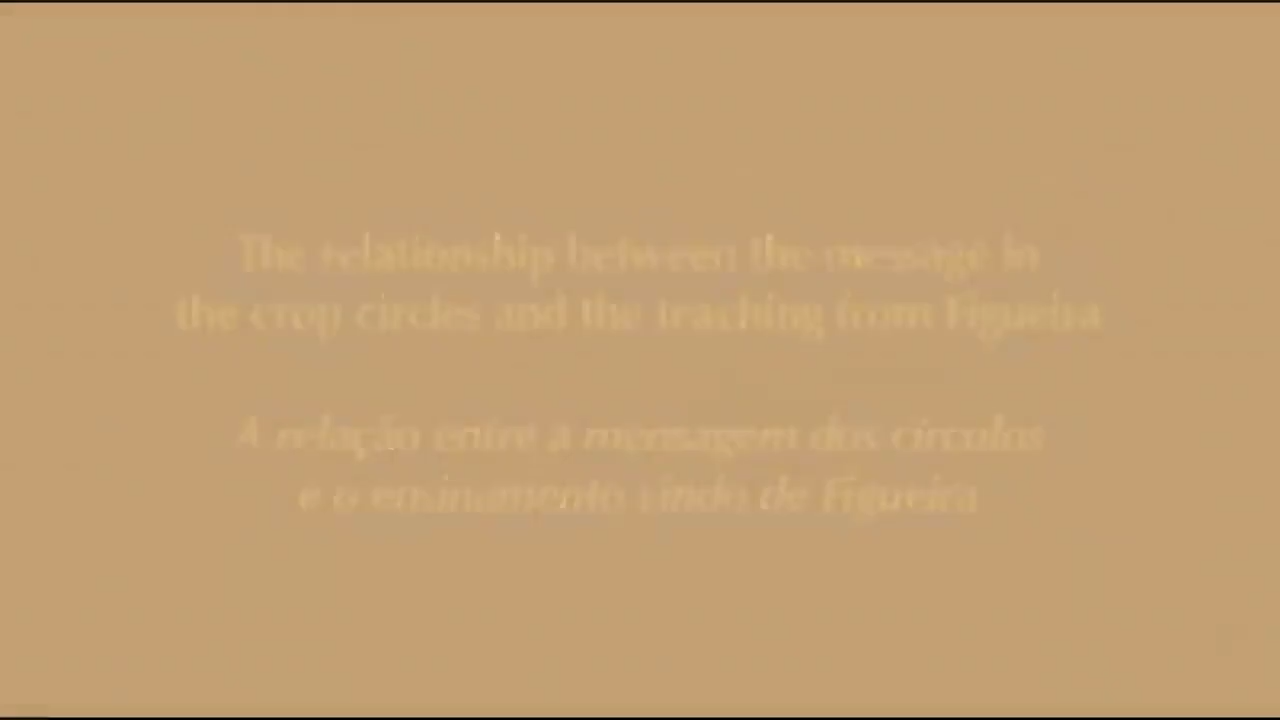 The relationship between the message in
the crop circles and the teaching from Figueira
A relação entre a mensagem dos círculos
e o ensinamento vindo de Figueira